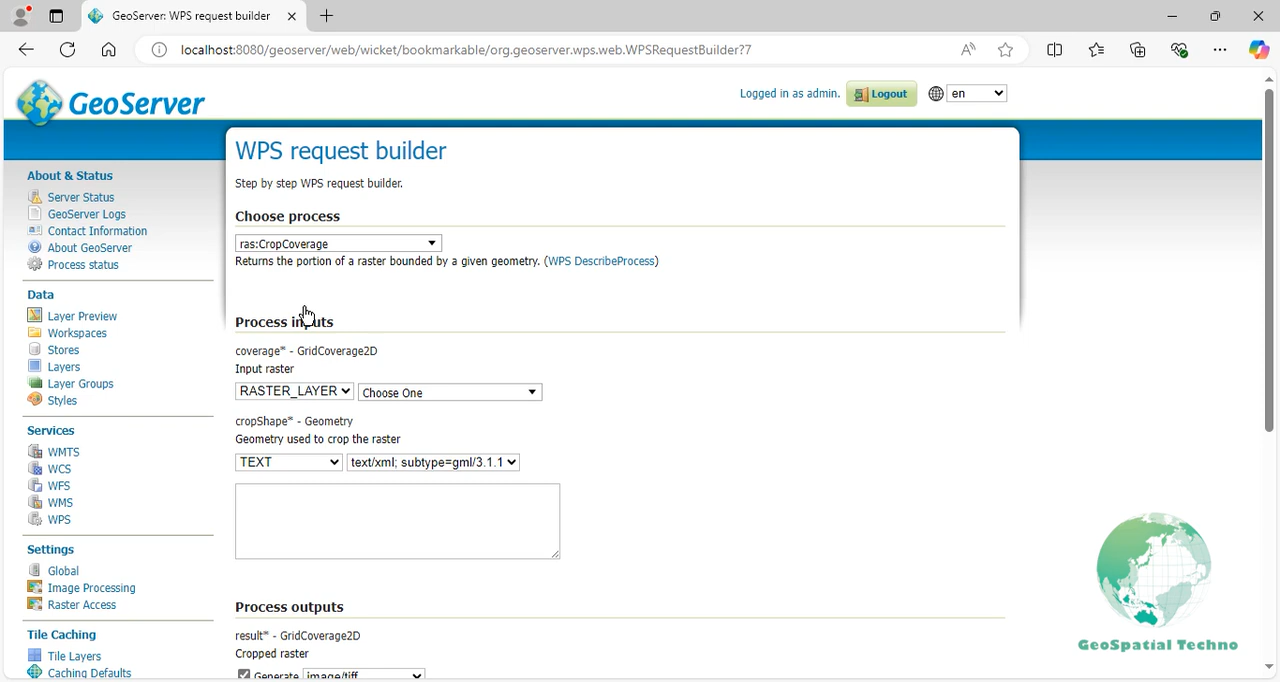 GeoServer: WPS request builder
localhost:8080/geoserver/web/wicket/bookmarkable/org.geoserver.wps.web.WPSRequestBuilder?7
GeoServer
Logged in as admin.
Logout
en
About & Status
Server Status
GeoServer Logs
Contact Information
About GeoServer
Process status
Data
Layer Preview
Workspaces
Stores
Layers
Layer Groups
Styles
Services
WMTS
WCS
WFS
WMS
WPS
Settings
Global
Image Processing
Raster Access
Tile Caching
Tile Layers
Caching Defaults
WPS request builder
Step by step WPS request builder.
Choose process
ras:CropCoverage
Returns the portion of a raster bounded by a given geometry. (WPS DescribeProcess)
Process inputs
coverage* - GridCoverage2D
Input raster
RASTER_LAYER Choose One
cropShape* - Geometry
Geometry used to crop the raster
TEXT text/xml; subtype=gml/3.1.1
Process outputs
result* - GridCoverage2D
Cropped raster
Generate image/tiff
GeoSpatial Techno